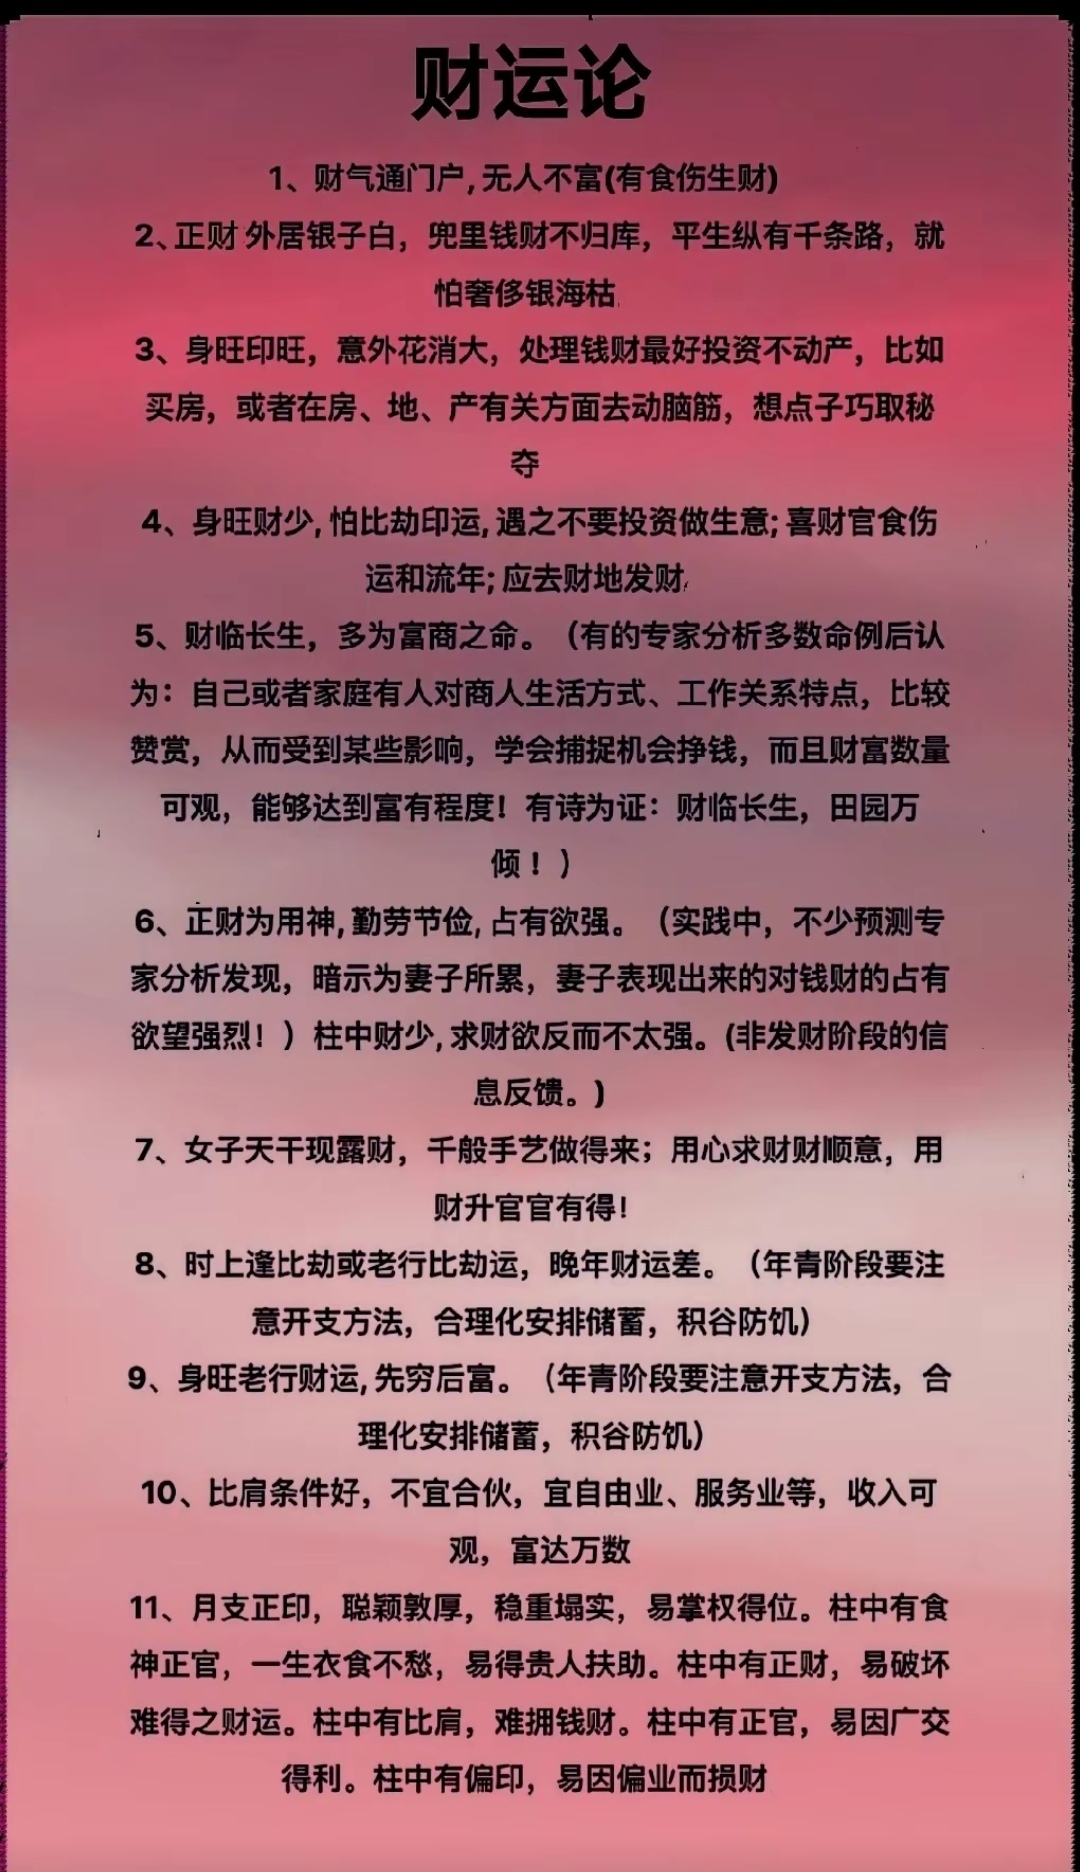 财运论
1、财气通门户,无人不富(有食伤生财)
2、正财 外居银子白，兜里钱财不归库，平生纵有千条路，就
怕奢侈银海枯
3、身旺印旺，意外花消大，处理钱财最好投资不动产，比如
买房，或者在房、地、产有关方面去动脑筋，想点子巧取秘
夺
4、身旺财少,怕比劫印运,遇之不要投资做生意;喜财官食伤
运和流年;应去财地发财
5、财临长生，多为富商之命。（有的专家分析多数命例后认
为：自己或者家庭有人对商人生活方式、工作关系特点，比较
赞赏，从而受到某些影响，学会捕捉机会挣钱，而且财富数量
可观，能够达到富有程度！有诗为证：财临长生，田园万
倾！）
6、正财为用神,勤劳节俭,占有欲强。（实践中，不少预测专
家分析发现，暗示为妻子所累，妻子表现出来的对钱财的占有
欲望强烈！）柱中财少,求财欲反而不太强。(非发财阶段的信
息反馈。)
7、女子天干现露财，千般手艺做得来；用心求财财顺意，用
财升官官有得!
8、时上逢比劫或老行比劫运，晚年财运差。（年青阶段要注
意开支方法，合理化安排储蓄，积谷防饥）
9、身旺老行财运,先穷后富。（年青阶段要注意开支方法，合
理化安排储蓄，积谷防饥）
10、比肩条件好，不宜合伙，宜自由业、服务业等，收入可
观，富达万数
11、月支正印，聪颖敦厚，稳重塌实，易掌权得位。柱中有食
神正官，一生衣食不愁，易得贵人扶助。柱中有正财，易破坏
难得之财运。柱中有比肩，难拥钱财。柱中有正官，易因广交
得利。柱中有偏印，易因偏业而损财